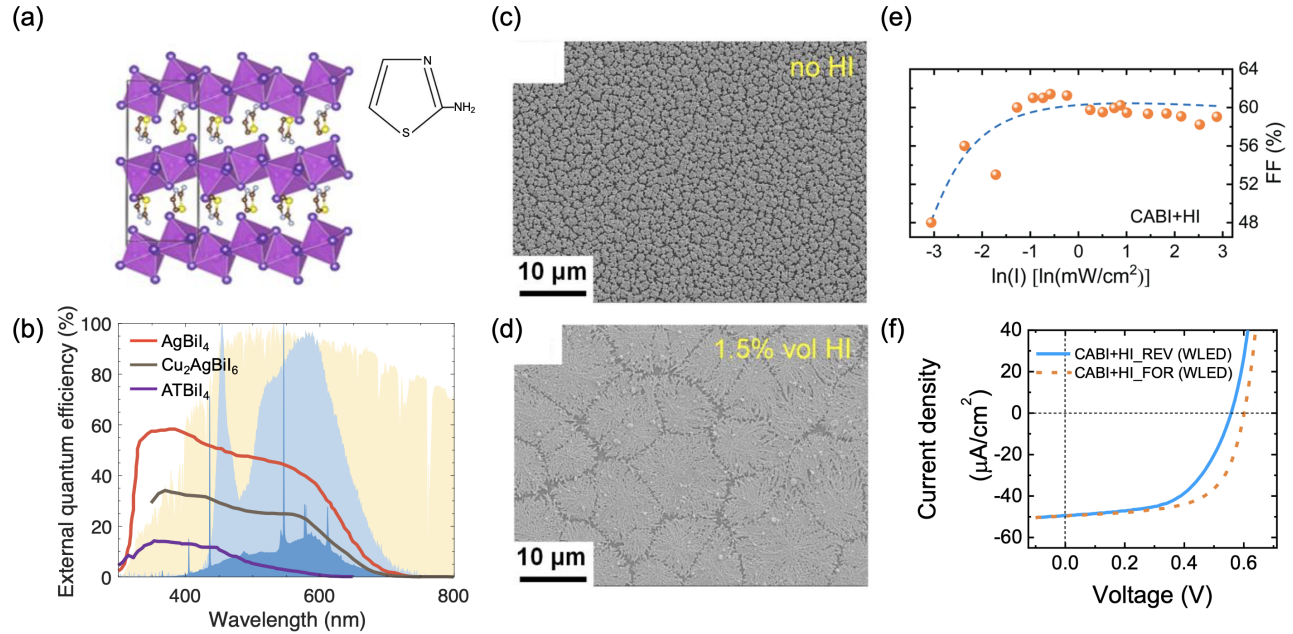 (a)
N
NH2
S
(b)
External quantum efficiency (%)
100
80
60
40
20
0
AgBiI4
Cu2AgBiI6
ATBiI4
400
600
800
Wavelength (nm)
(c)
no HI
10 µm
(d)
1.5% vol HI
10 µm
(e)
64
60
56
52
48
FF (%)
CABI+HI
-3 -2 -1 0 1 2 3
ln(I) [ln(mW/cm²)]
(f)
Current density
(µA/cm²)
40
20
0
-20
-40
-60
CABI+HI_REV (WLED)
CABI+HI_FOR (WLED)
0.0 0.2 0.4 0.6
Voltage (V)